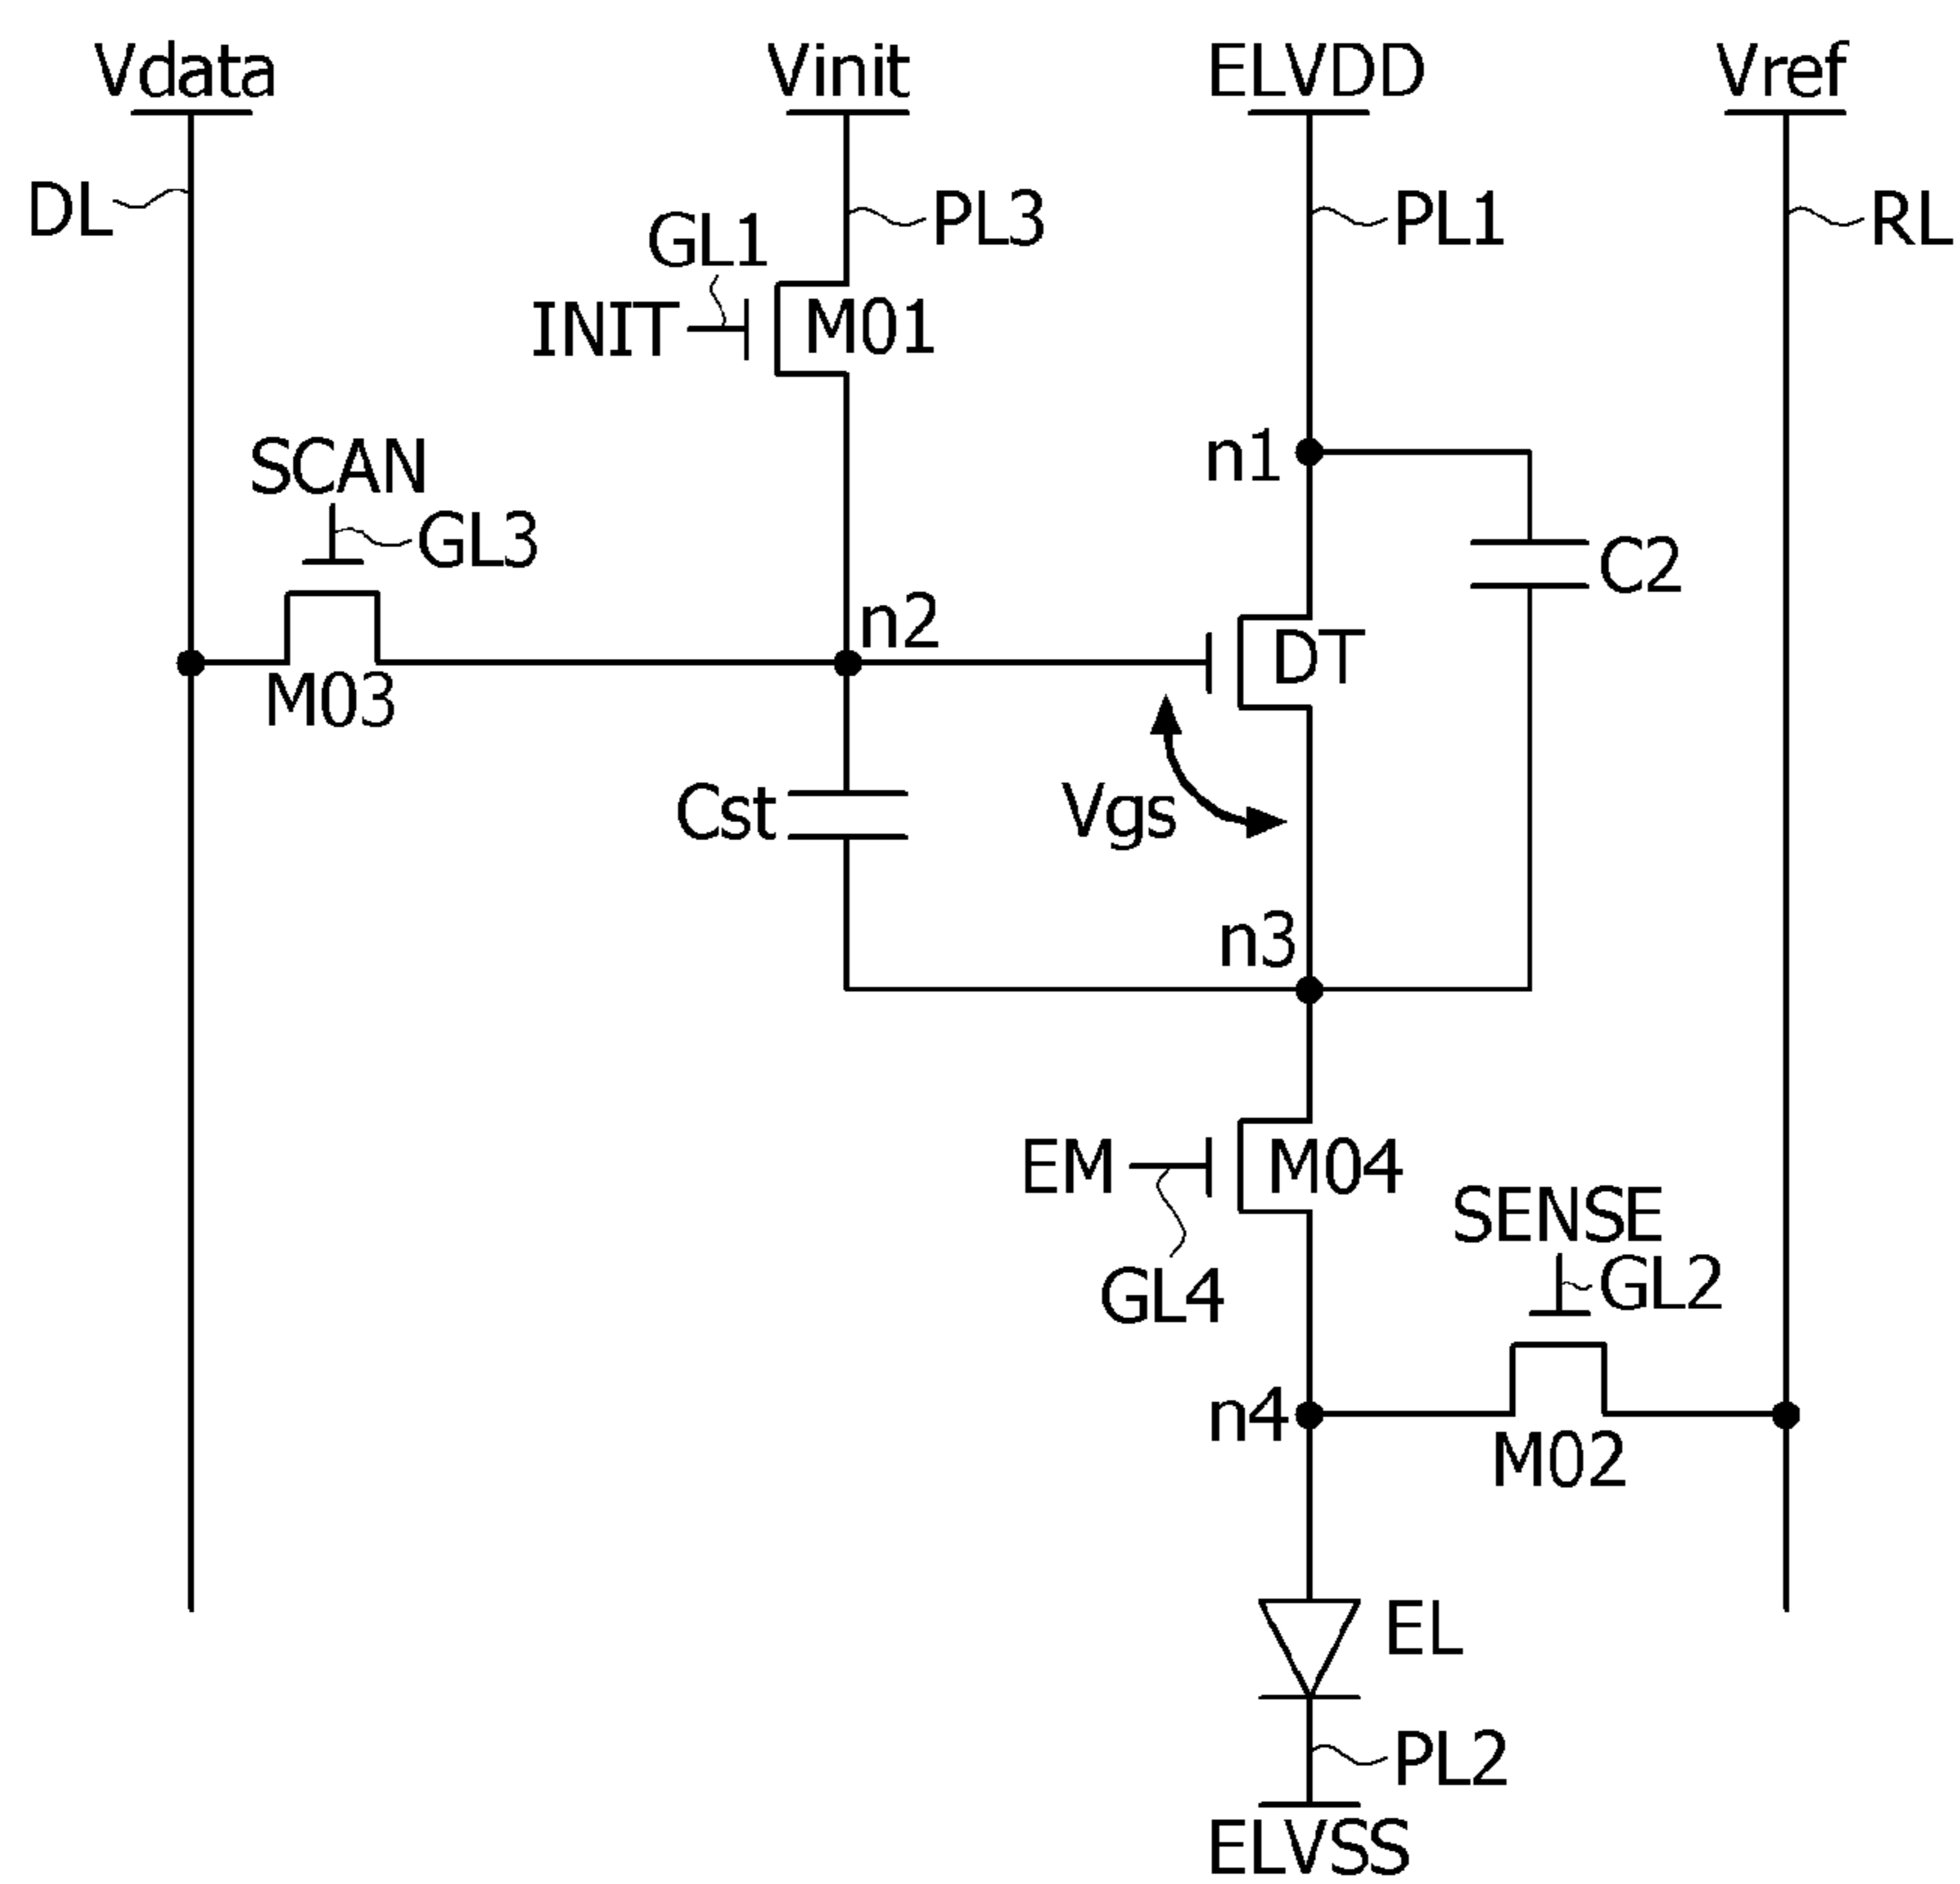 Vdata
Vinit
ELVDD
Vref
DL
PL3
PL1
RL
GL1
INIT
M01
SCAN
GL3
n1
C2
n2
DT
M03
Cst
Vgs
n3
EM
M04
SENSE
GL2
GL4
n4
M02
EL
PL2
ELVSS